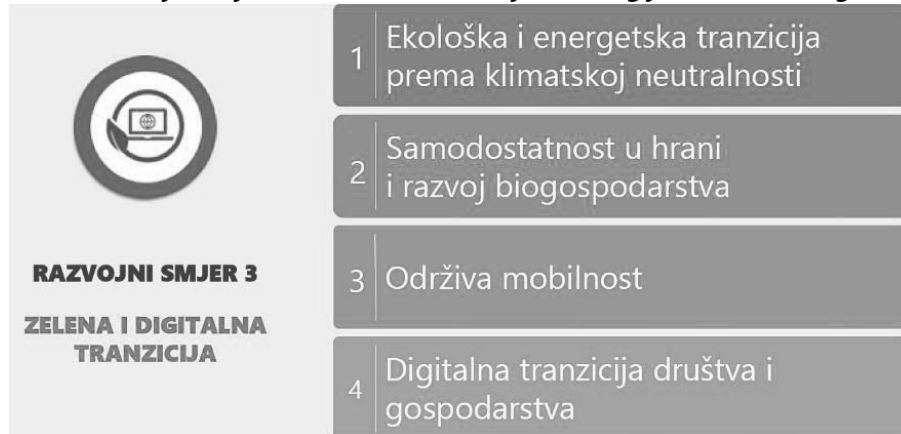 RAZVOJNI SMJER 3
ZELENA I DIGITALNA
TRANZICIJA
1
Ekološka i energetska tranzicija
prema klimatskoj neutralnosti
2
Samodostatnost u hrani
i razvoj biogospodarstva
3
Održiva mobilnost
4
Digitalna tranzicija društva i
gospodarstva